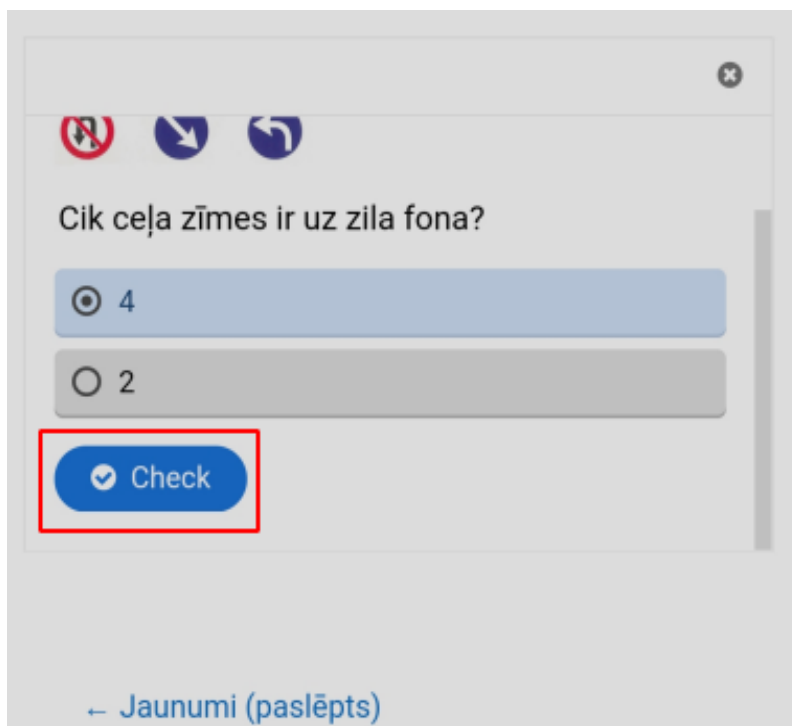 Cik ceļa zīmes ir uz zila fona?
4
2
Check
← Jaunumi (paslēpts)